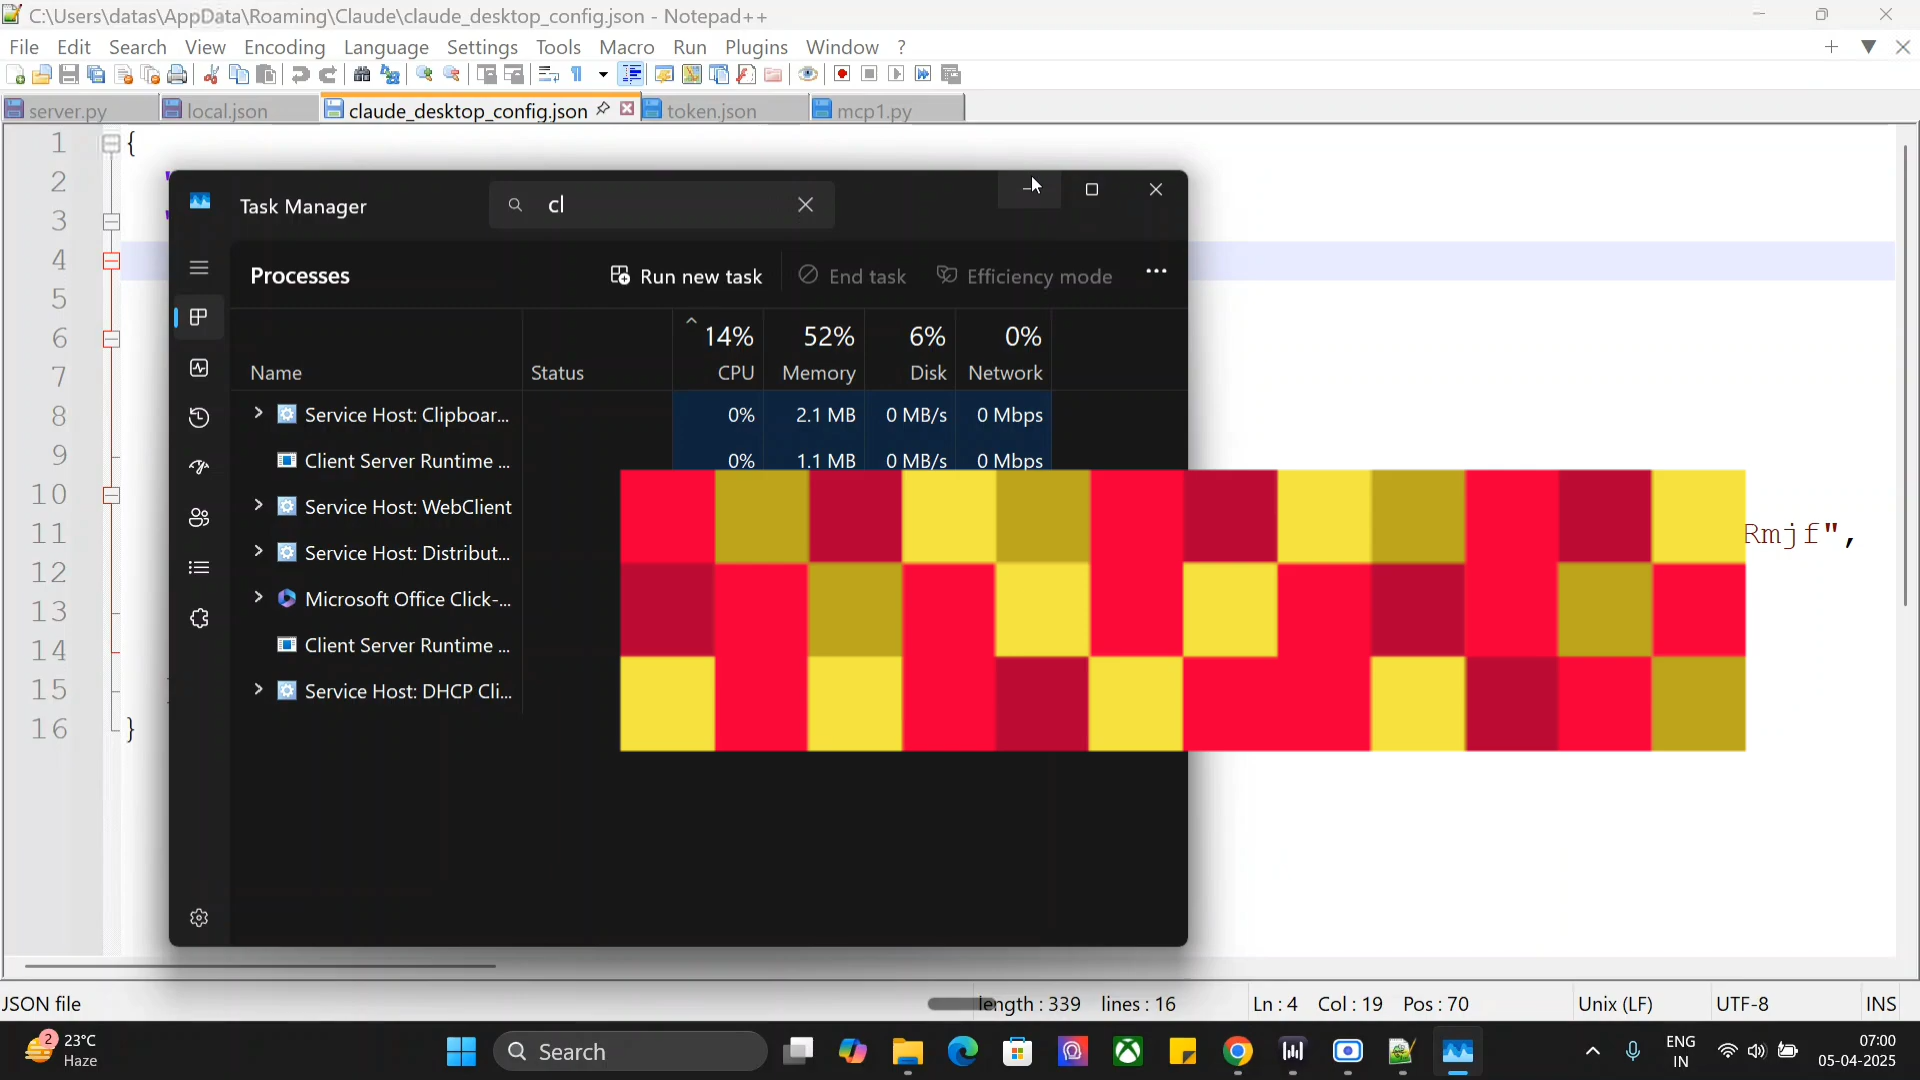 C:\Users\datas\AppData\Roaming\Claude\claude_desktop_config.json - Notepad++
File Edit Search View Encoding Language Settings Tools Macro Run Plugins Window ?
server.py local.json claude_desktop_config.json token.json mcp1.py
1 {
2
3
4
5
6
7
8
9
10
11 Rmjf",
12
13
14
15
16 }
Task Manager
cl
Processes
Run new task
End task
Efficiency mode
14% 52% 6% 0%
Name Status CPU Memory Disk Network
Service Host: Clipboar... 0% 2.1 MB 0 MB/s 0 Mbps
Client Server Runtime ... 0% 1.1 MB 0 MB/s 0 Mbps
Service Host: WebClient
Service Host: Distribut...
Microsoft Office Click-...
Client Server Runtime ...
Service Host: DHCP Cli...
JSON file length : 339 lines : 16 Ln : 4 Col : 19 Pos : 70 Unix (LF) UTF-8 INS
2
23°C
Haze
Search
ENG
IN
07:00
05-04-2025